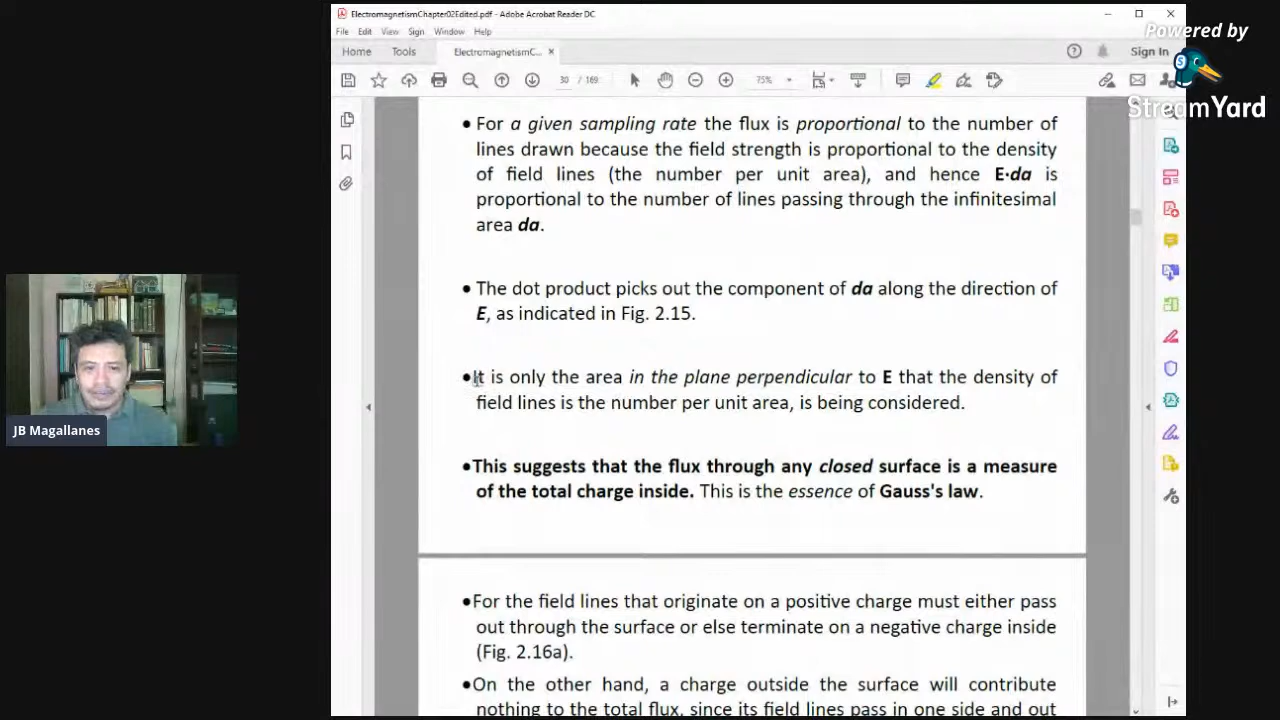 ElectromagnetismChapter02Edited.pdf - Adobe Acrobat Reader DC
File Edit View Sign Window Help
Home Tools ElectromagnetismC... × Sign In
30 / 169 75%
Powered by
StreamYard
• For a given sampling rate the flux is proportional to the number of
lines drawn because the field strength is proportional to the density
of field lines (the number per unit area), and hence E·da is
proportional to the number of lines passing through the infinitesimal
area da.
• The dot product picks out the component of da along the direction of
E, as indicated in Fig. 2.15.
•It is only the area in the plane perpendicular to E that the density of
field lines is the number per unit area, is being considered.
•This suggests that the flux through any closed surface is a measure
of the total charge inside. This is the essence of Gauss's law.
•For the field lines that originate on a positive charge must either pass
out through the surface or else terminate on a negative charge inside
(Fig. 2.16a).
•On the other hand, a charge outside the surface will contribute
nothing to the total flux, since its field lines pass in one side and out
JB Magallanes